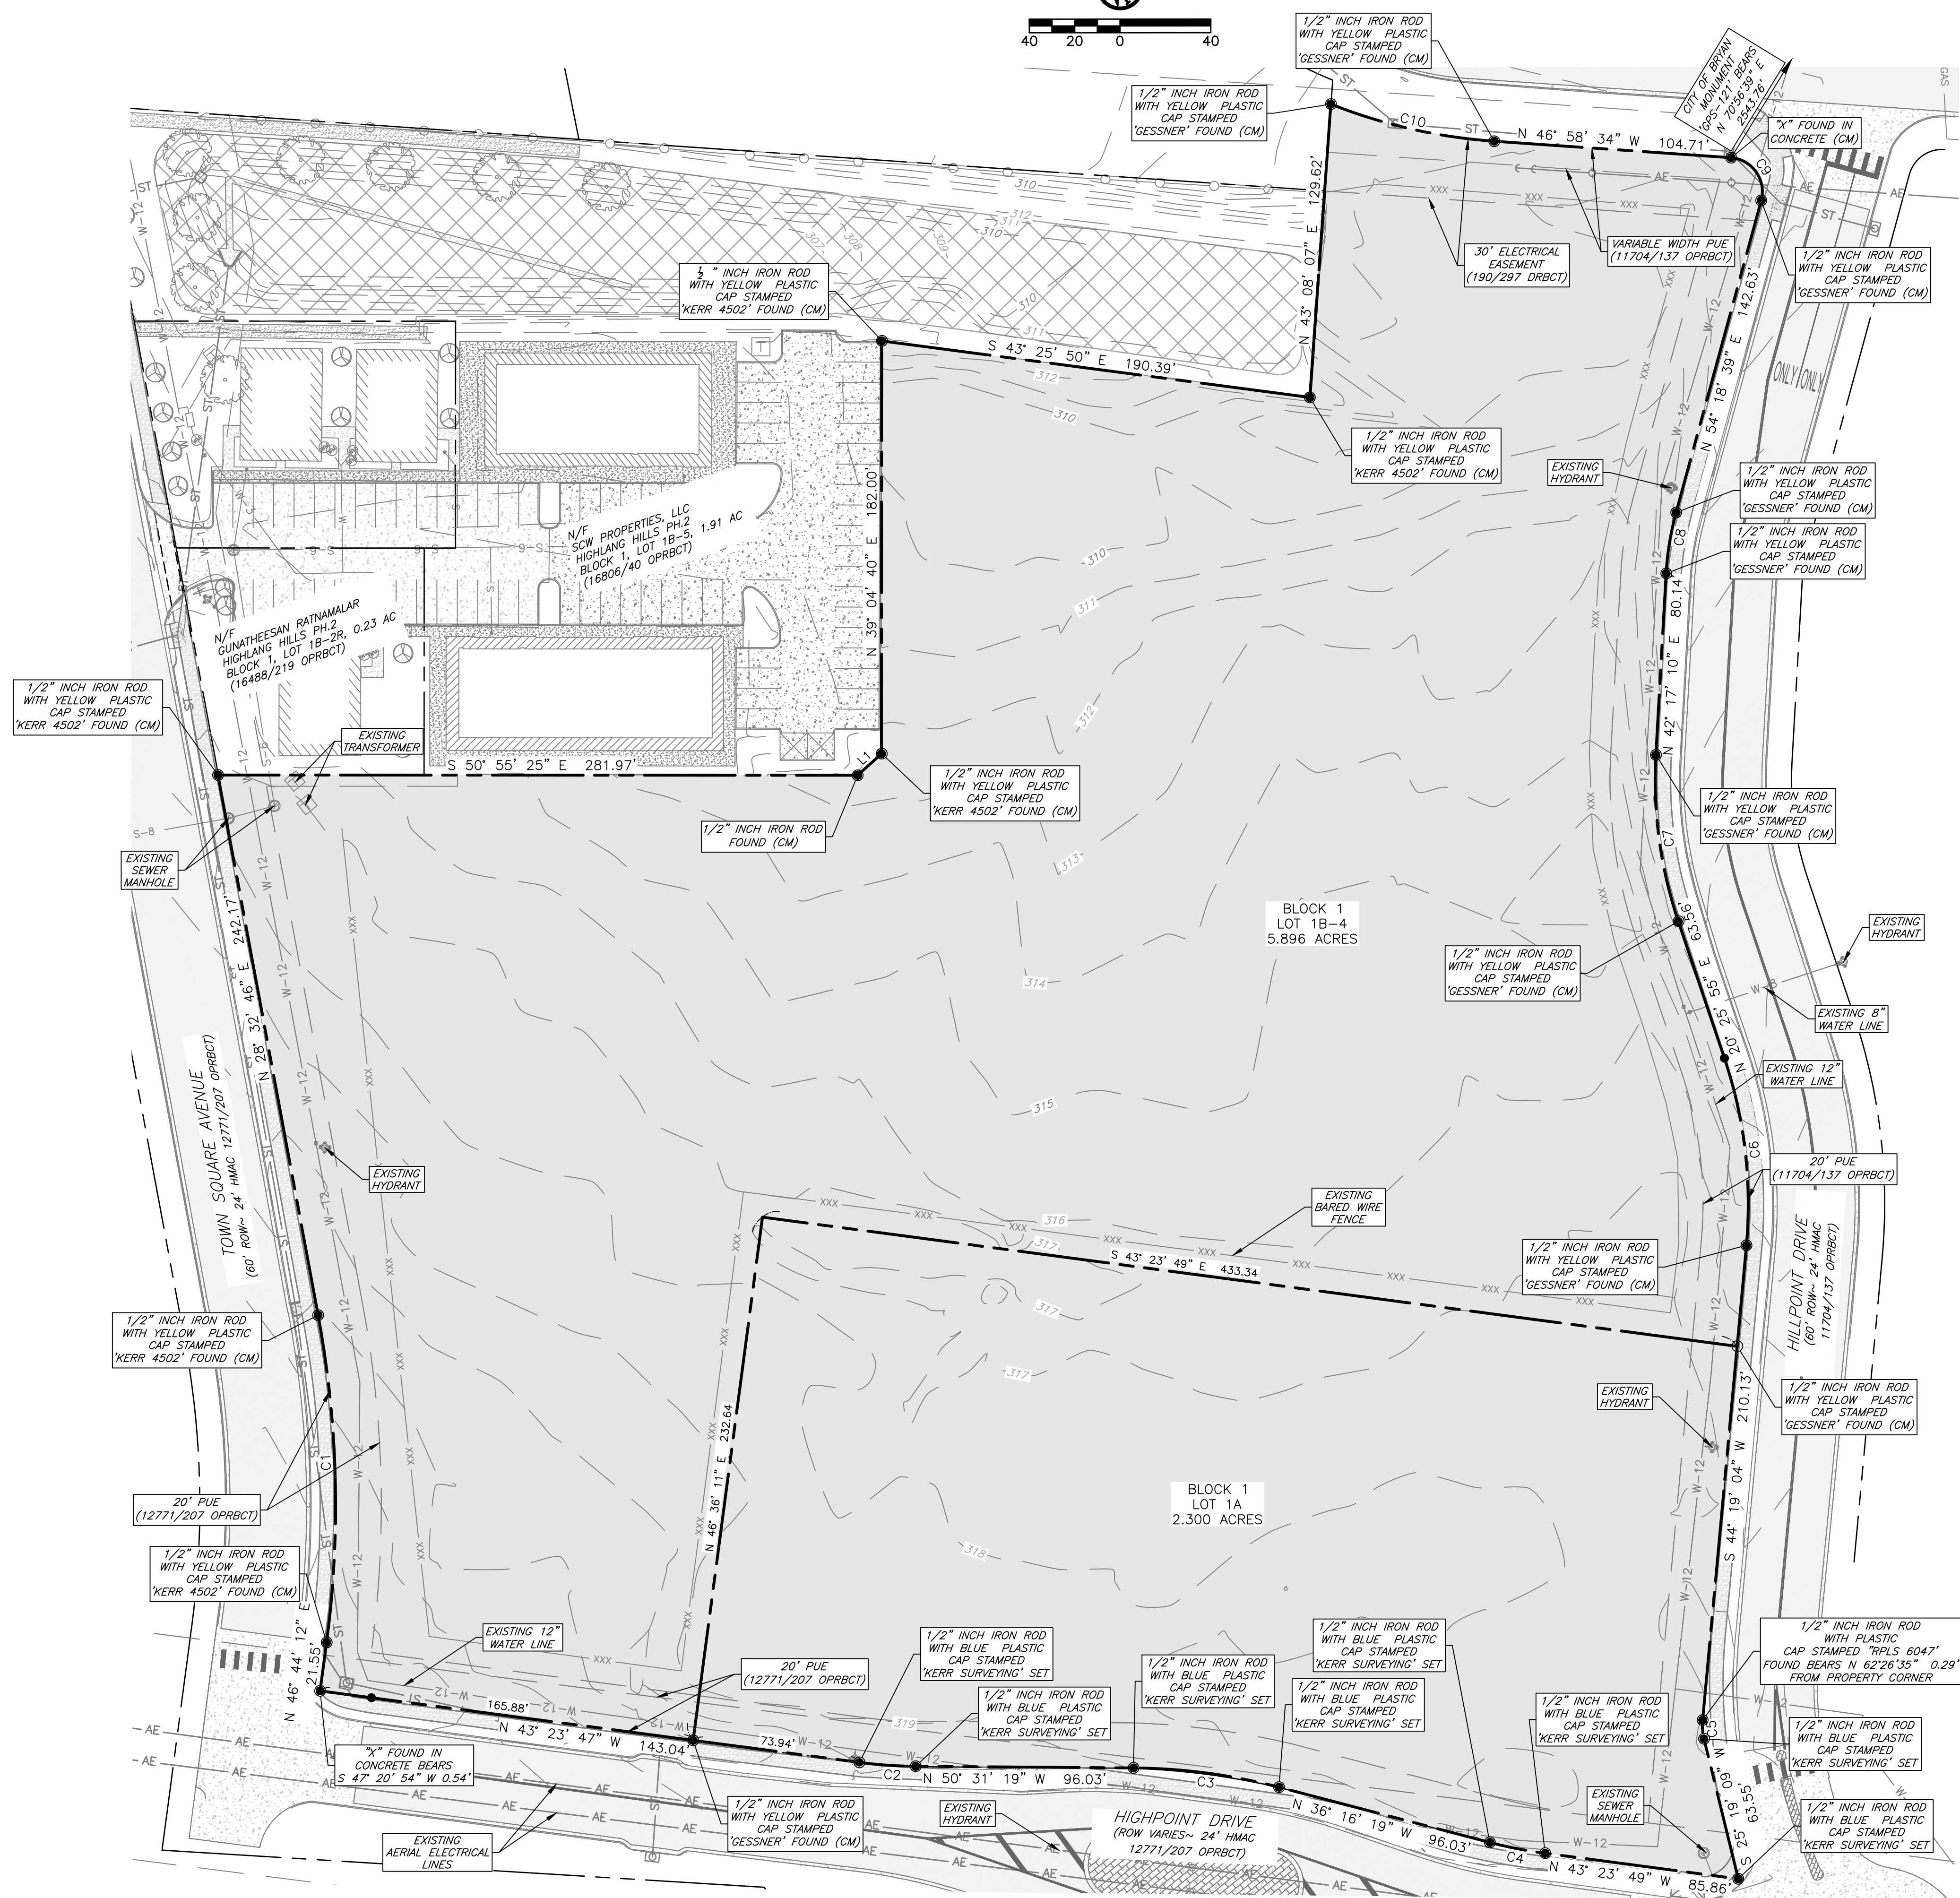 40 20 0 40
1/2" INCH IRON ROD
WITH YELLOW PLASTIC
CAP STAMPED
'GESSNER' FOUND (CM)
1/2" INCH IRON ROD
WITH YELLOW PLASTIC
CAP STAMPED
'GESSNER' FOUND (CM)
CITY OF BRYAN
MONUMENT
'GPS-121' BEARS
N 70°56'39" E
2543.76
"X" FOUND IN
CONCRETE (CM)
GAS
C10
ST
N 46° 58' 34" W 104.71'
C9
AE
30' ELECTRICAL
EASEMENT
(190/297 DRBCT)
VARIABLE WIDTH PUE
(11704/137 OPRBCT)
1/2" INCH IRON ROD
WITH YELLOW PLASTIC
CAP STAMPED
'GESSNER' FOUND (CM)
N 43° 08' 07" E 129.62'
N 54° 18' 39" E 142.63'
ONLY
ONLY
310
312
311
310
307
308
309
310
311
½ " INCH IRON ROD
WITH YELLOW PLASTIC
CAP STAMPED
'KERR 4502' FOUND (CM)
S 43° 25' 50" E 190.39'
312
310
1/2" INCH IRON ROD
WITH YELLOW PLASTIC
CAP STAMPED
'KERR 4502' FOUND (CM)
EXISTING
HYDRANT
1/2" INCH IRON ROD
WITH YELLOW PLASTIC
CAP STAMPED
'GESSNER' FOUND (CM)
C8
1/2" INCH IRON ROD
WITH YELLOW PLASTIC
CAP STAMPED
'GESSNER' FOUND (CM)
N/F
SCW PROPERTIES, LLC
HIGHLANG HILLS PH.2
BLOCK 1, LOT 1B-5, 1.91 AC
(16806/40 OPRBCT)
N 39° 04' 40" E 182.00'
310
311
312
N 42° 17' 10" E 80.14'
N/F
GUNATHEESAN RATNAMALAR
HIGHLANG HILLS PH.2
BLOCK 1, LOT 1B-2R, 0.23 AC
(16488/219 OPRBCT)
1/2" INCH IRON ROD
WITH YELLOW PLASTIC
CAP STAMPED
'KERR 4502' FOUND (CM)
EXISTING
TRANSFORMER
S 50° 55' 25" E 281.97'
L1
1/2" INCH IRON ROD
WITH YELLOW PLASTIC
CAP STAMPED
'KERR 4502' FOUND (CM)
1/2" INCH IRON ROD
FOUND (CM)
1/2" INCH IRON ROD
WITH YELLOW PLASTIC
CAP STAMPED
'GESSNER' FOUND (CM)
C7
S-8
EXISTING
SEWER
MANHOLE
313
BLOCK 1
LOT 1B-4
5.896 ACRES
1/2" INCH IRON ROD
WITH YELLOW PLASTIC
CAP STAMPED
'GESSNER' FOUND (CM)
N 20° 25' 55" E 63.56'
EXISTING
HYDRANT
W-8
EXISTING 8"
WATER LINE
314
N 28° 32' 46" E 242.17'
TOWN SQUARE AVENUE
(60' ROW~ 24' HMAC 12771/207 OPRBCT)
EXISTING 12"
WATER LINE
315
C6
20' PUE
(11704/137 OPRBCT)
EXISTING
HYDRANT
EXISTING
BARED WIRE
FENCE
316
317
S 43° 23' 49" E 433.34
1/2" INCH IRON ROD
WITH YELLOW PLASTIC
CAP STAMPED
'GESSNER' FOUND (CM)
HILLPOINT DRIVE
(60' ROW~ 24' HMAC
11704/137 OPRBCT)
317
1/2" INCH IRON ROD
WITH YELLOW PLASTIC
CAP STAMPED
'KERR 4502' FOUND (CM)
317
EXISTING
HYDRANT
1/2" INCH IRON ROD
WITH YELLOW PLASTIC
CAP STAMPED
'GESSNER' FOUND (CM)
N 46° 36' 11" E 232.64
C1
20' PUE
(12771/207 OPRBCT)
BLOCK 1
LOT 1A
2.300 ACRES
S 44° 19' 04" W 210.13'
318
1/2" INCH IRON ROD
WITH YELLOW PLASTIC
CAP STAMPED
'KERR 4502' FOUND (CM)
N 46° 44' 12" E
21.55'
EXISTING 12"
WATER LINE
20' PUE
(12771/207 OPRBCT)
1/2" INCH IRON ROD
WITH BLUE PLASTIC
CAP STAMPED
'KERR SURVEYING' SET
1/2" INCH IRON ROD
WITH BLUE PLASTIC
CAP STAMPED
'KERR SURVEYING' SET
1/2" INCH IRON ROD
WITH BLUE PLASTIC
CAP STAMPED
'KERR SURVEYING' SET
1/2" INCH IRON ROD
WITH BLUE PLASTIC
CAP STAMPED
'KERR SURVEYING' SET
1/2" INCH IRON ROD
WITH BLUE PLASTIC
CAP STAMPED
'KERR SURVEYING' SET
1/2" INCH IRON ROD
WITH BLUE PLASTIC
CAP STAMPED
'KERR SURVEYING' SET
1/2" INCH IRON ROD
WITH PLASTIC
CAP STAMPED "RPLS 6047'
FOUND BEARS N 62°26'35" 0.29'
FROM PROPERTY CORNER
165.88'
N 43° 23' 47" W 143.04'
73.94'
319
C2
N 50° 31' 19" W 96.03'
C3
N 36° 16' 19" W 96.03'
C4
N 43° 23' 49" W 85.86'
C5
S 25° 19' 09" W 63.55
1/2" INCH IRON ROD
WITH BLUE PLASTIC
CAP STAMPED
'KERR SURVEYING' SET
1/2" INCH IRON ROD
WITH BLUE PLASTIC
CAP STAMPED
'KERR SURVEYING' SET
"X" FOUND IN
CONCRETE BEARS
S 47° 20' 54" W 0.54'
1/2" INCH IRON ROD
WITH YELLOW PLASTIC
CAP STAMPED
'GESSNER' FOUND (CM)
EXISTING
HYDRANT
HIGHPOINT DRIVE
(ROW VARIES~ 24' HMAC
12771/207 OPRBCT)
EXISTING
SEWER
MANHOLE
EXISTING
AERIAL ELECTRICAL
LINES